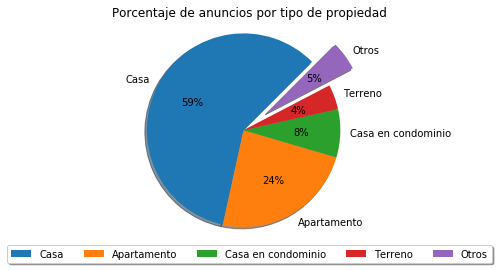 Porcentaje de anuncios por tipo de propiedad
Otros
5%
Casa
59%
Terreno
4%
8%
Casa en condominio
24%
Apartamento
Casa Apartamento Casa en condominio Terreno Otros